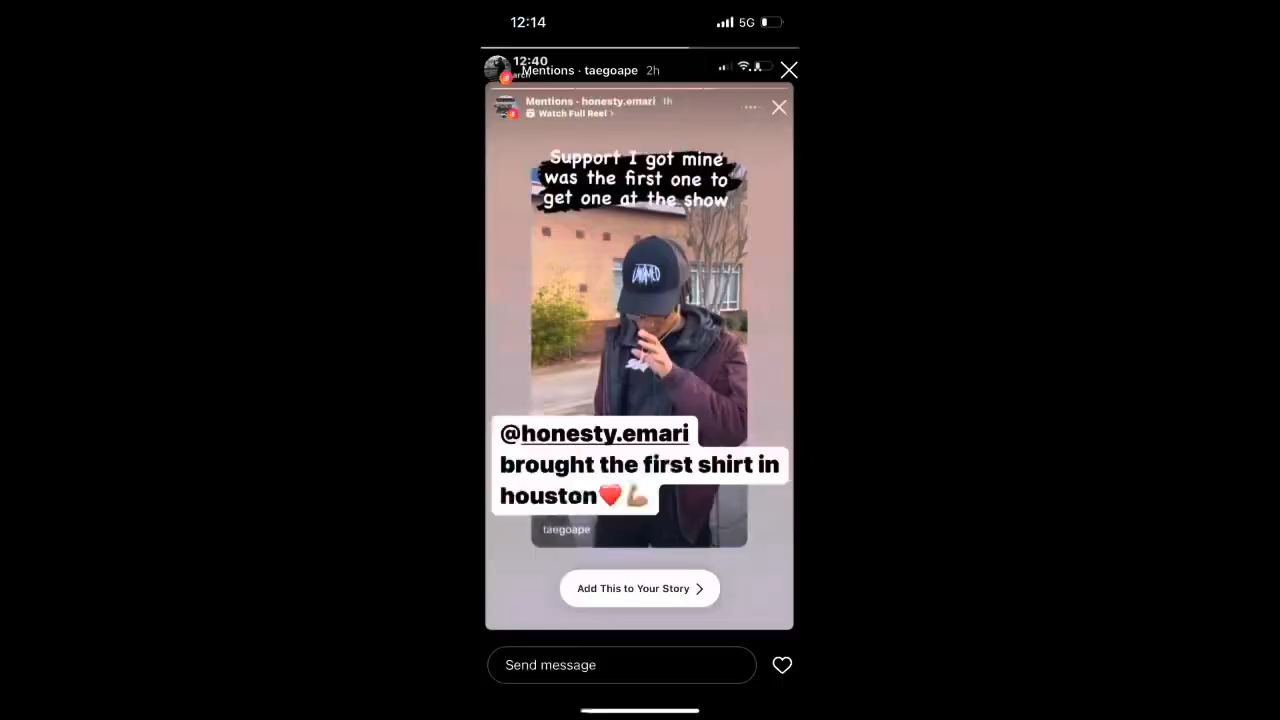 12:14
5G
12:40
arch
Mentions · taegoape 2h
Mentions · honesty.emari 1h
Watch Full Reel >
Support I got mine
was the first one to
get one at the show
UNTAMED
@honesty.emari
brought the first shirt in
houston❤️💪🏼
taegoape
Add This to Your Story >
Send message